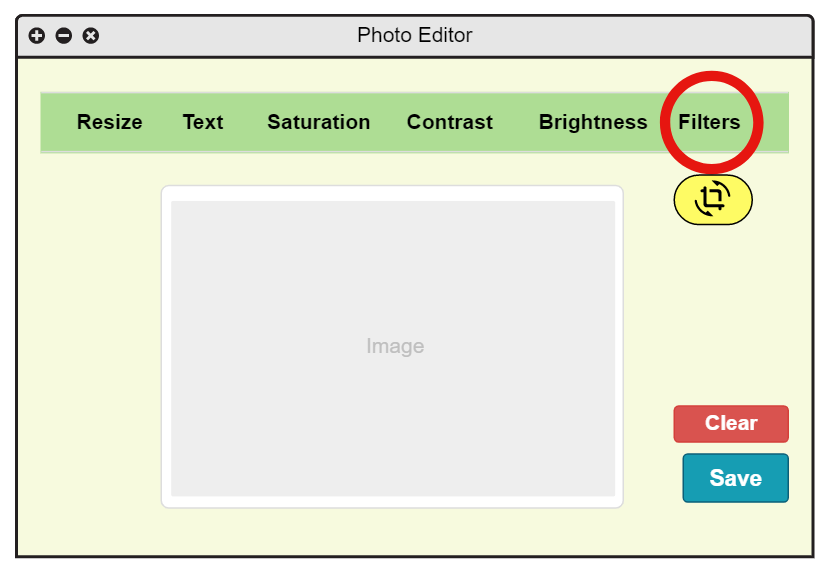 Photo Editor
Resize Text Saturation Contrast Brightness Filters
Image
Clear
Save